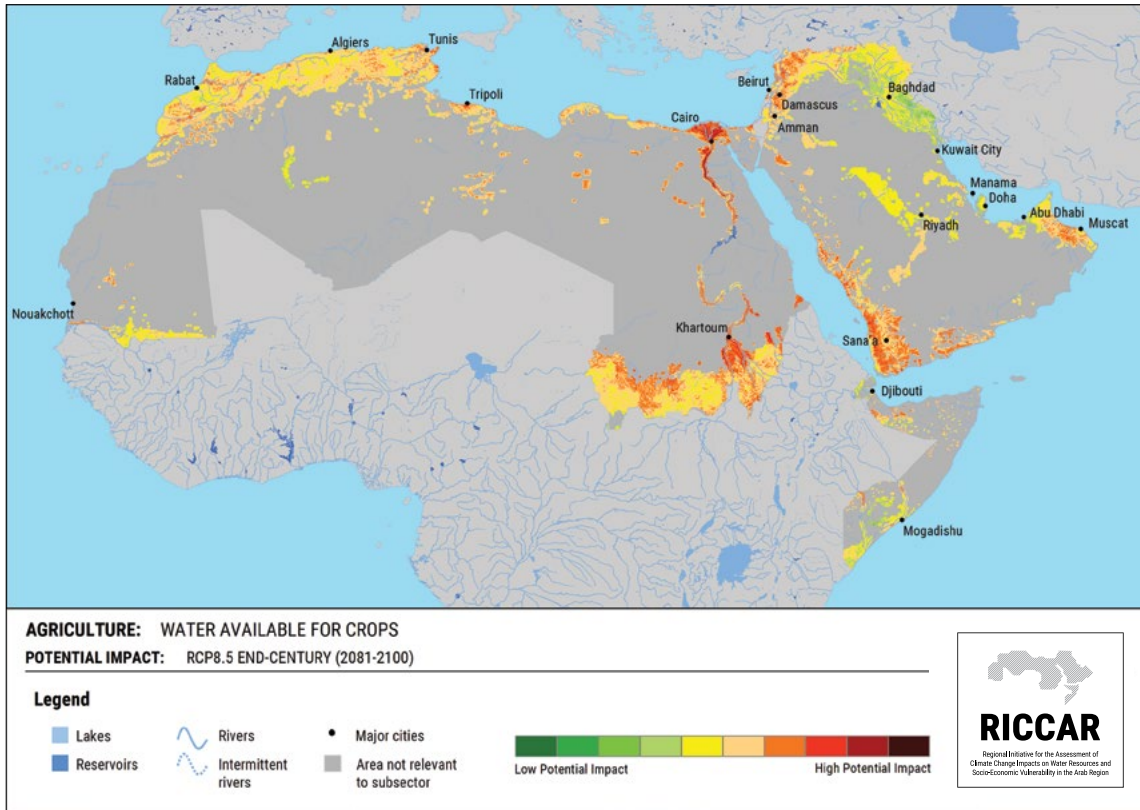 Algiers
Tunis
Rabat
Tripoli
Beirut
Baghdad
Damascus
Cairo
Amman
Kuwait City
Manama
Doha
Abu Dhabi
Muscat
Riyadh
Nouakchott
Khartoum
Sana'a
Djibouti
Mogadishu
AGRICULTURE: WATER AVAILABLE FOR CROPS
POTENTIAL IMPACT: RCP8.5 END-CENTURY (2081-2100)
Legend
Lakes
Rivers
Major cities
Reservoirs
Intermittent
rivers
Area not relevant
to subsector
Low Potential Impact
High Potential Impact
RICCAR
Regional Initiative for the Assessment of
Climate Change Impacts on Water Resources and
Socio-Economic Vulnerability in the Arab Region